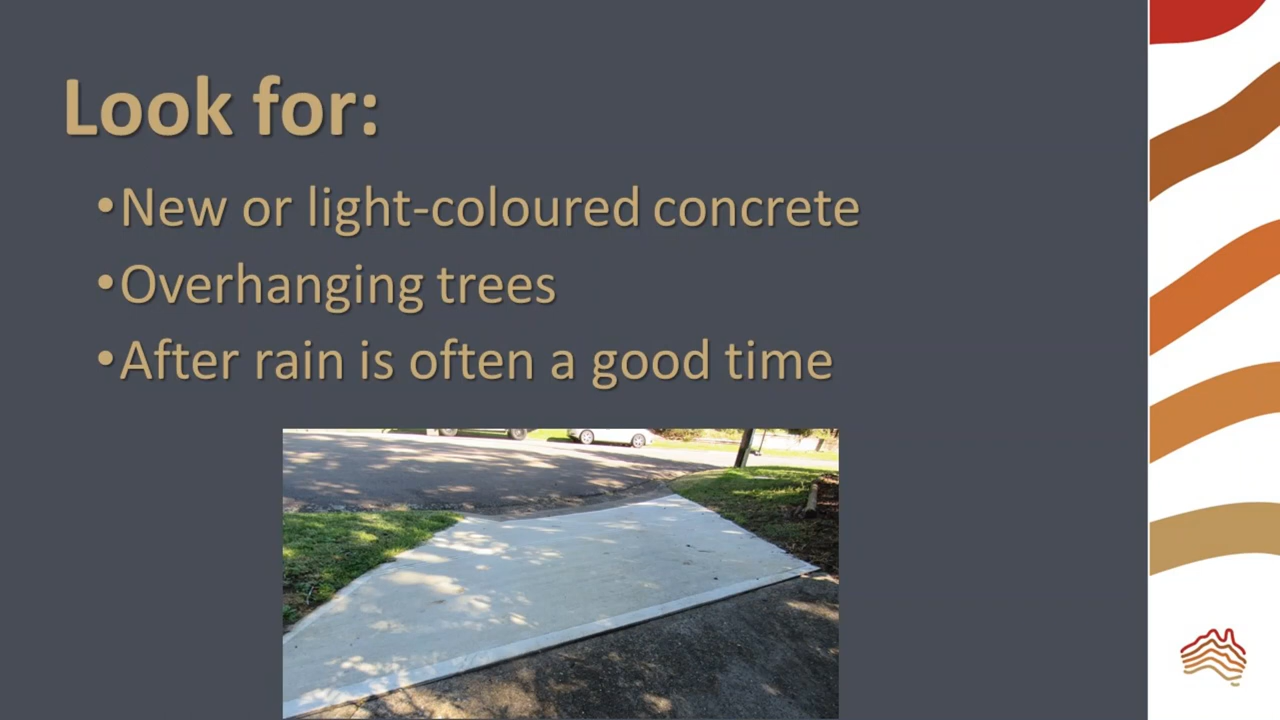 Look for:
•New or light-coloured concrete
•Overhanging trees
•After rain is often a good time